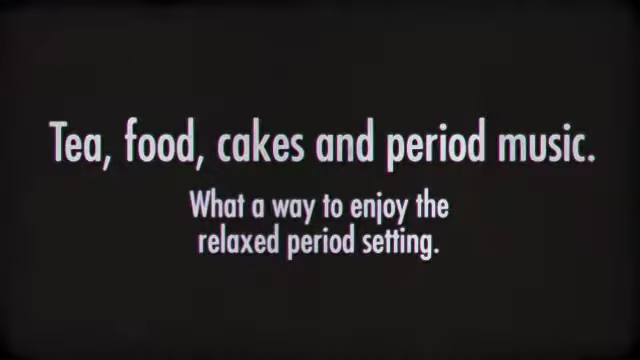 Tea, food, cakes and period music.
What a way to enjoy the
relaxed period setting.